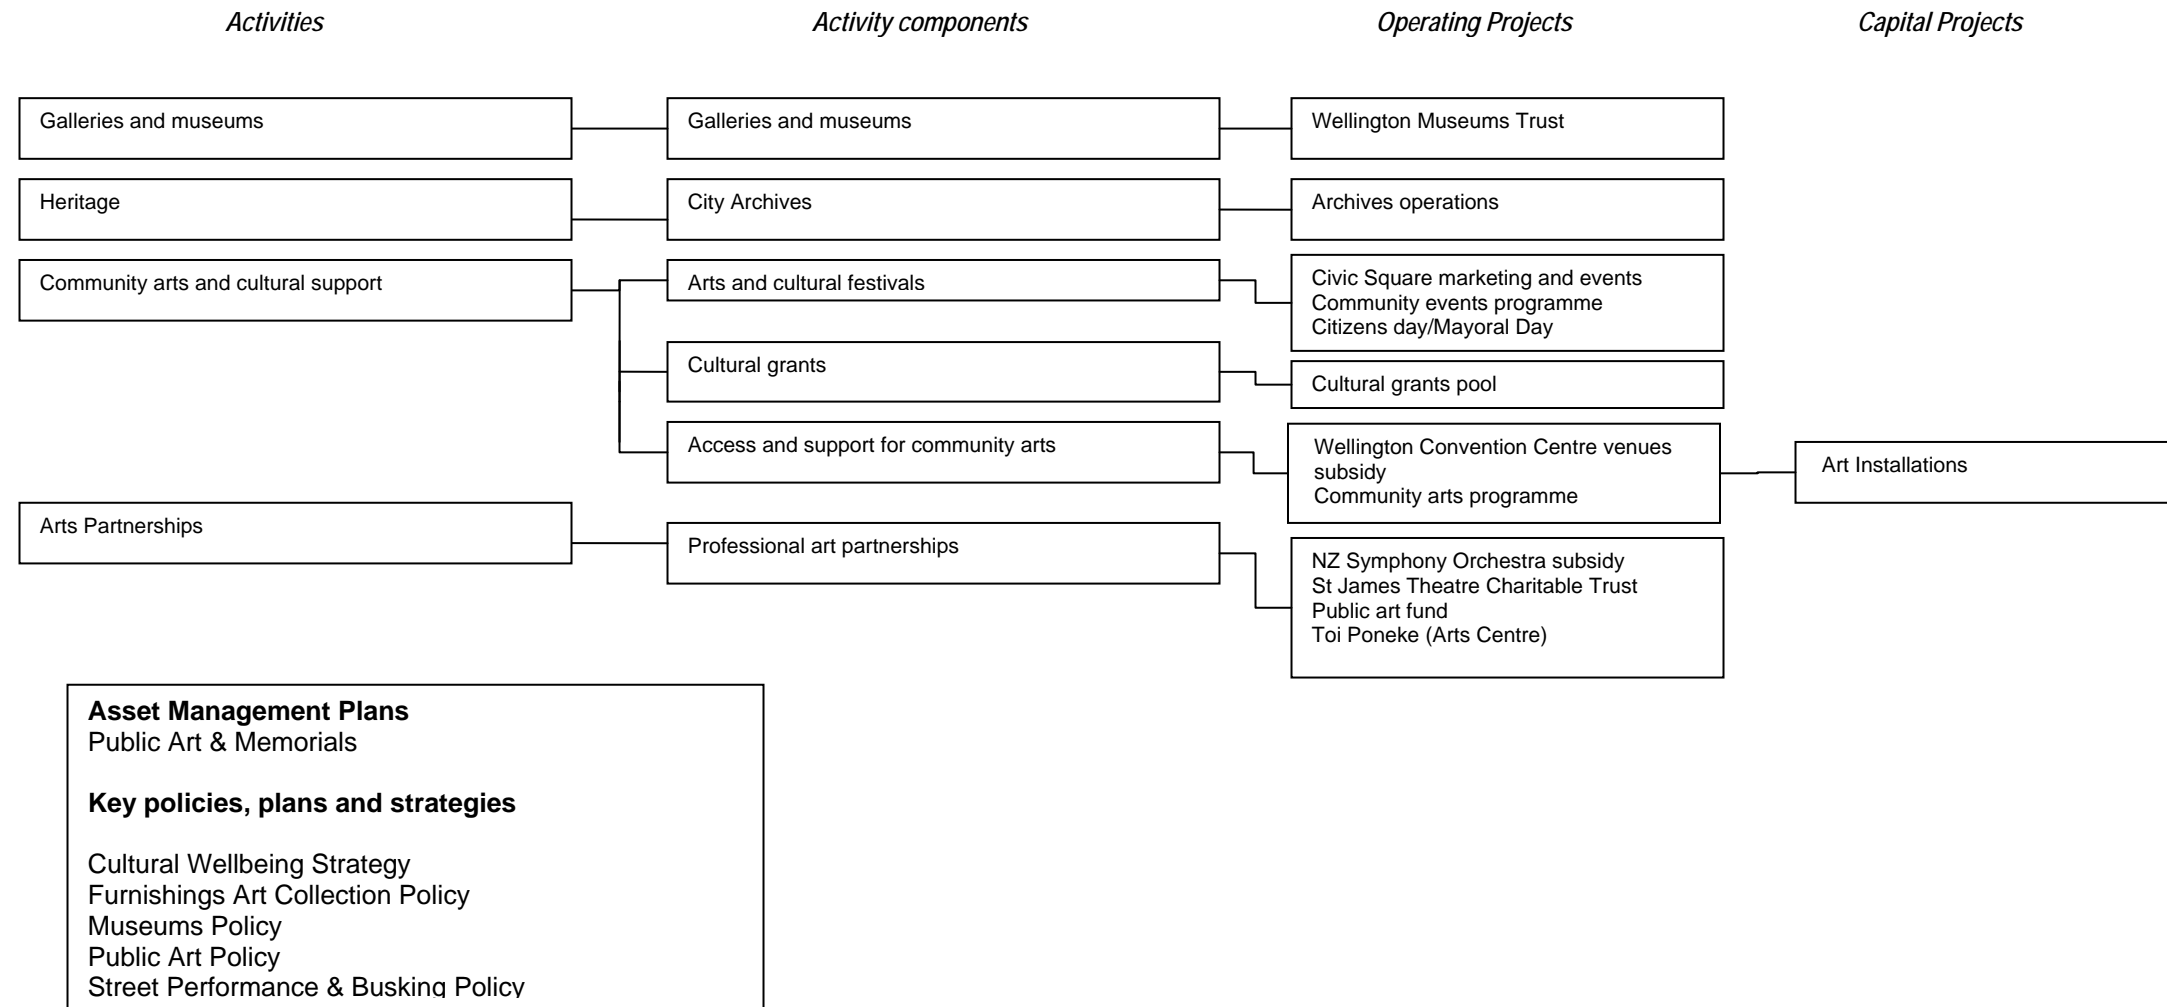 Activities
Activity components
Operating Projects
Capital Projects
Galleries and museums
Galleries and museums
Wellington Museums Trust
Heritage
City Archives
Archives operations
Community arts and cultural support
Arts and cultural festivals
Civic Square marketing and events
Community events programme
Citizens day/Mayoral Day
Cultural grants
Cultural grants pool
Access and support for community arts
Wellington Convention Centre venues
subsidy
Community arts programme
Art Installations
Arts Partnerships
Professional art partnerships
NZ Symphony Orchestra subsidy
St James Theatre Charitable Trust
Public art fund
Toi Poneke (Arts Centre)
Asset Management Plans
Public Art & Memorials
Key policies, plans and strategies
Cultural Wellbeing Strategy
Furnishings Art Collection Policy
Museums Policy
Public Art Policy
Street Performance & Busking Policy